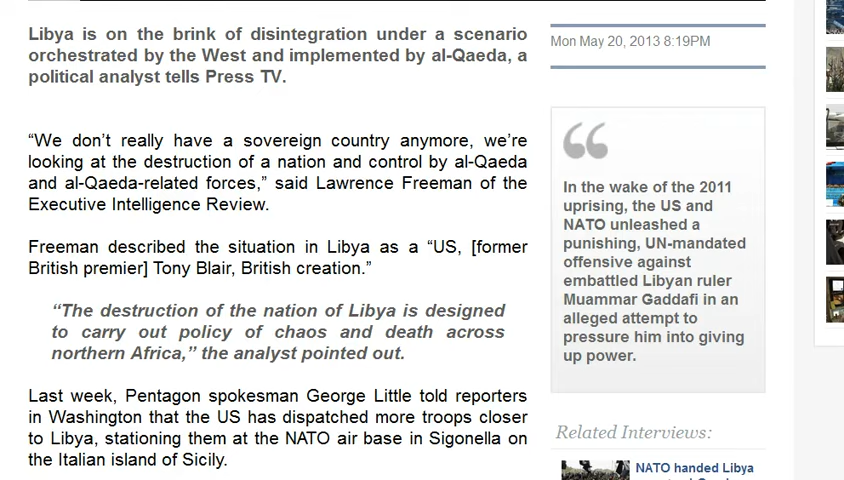 Libya is on the brink of disintegration under a scenario
orchestrated by the West and implemented by al-Qaeda, a
political analyst tells Press TV.
“We don’t really have a sovereign country anymore, we’re
looking at the destruction of a nation and control by al-Qaeda
and al-Qaeda-related forces,” said Lawrence Freeman of the
Executive Intelligence Review.
Freeman described the situation in Libya as a “US, [former
British premier] Tony Blair, British creation.”
“The destruction of the nation of Libya is designed
to carry out policy of chaos and death across
northern Africa,” the analyst pointed out.
Last week, Pentagon spokesman George Little told reporters
in Washington that the US has dispatched more troops closer
to Libya, stationing them at the NATO air base in Sigonella on
the Italian island of Sicily.
Mon May 20, 2013 8:19PM
In the wake of the 2011
uprising, the US and
NATO unleashed a
punishing, UN-mandated
offensive against
embattled Libyan ruler
Muammar Gaddafi in an
alleged attempt to
pressure him into giving
up power.
Related Interviews:
NATO handed Libya